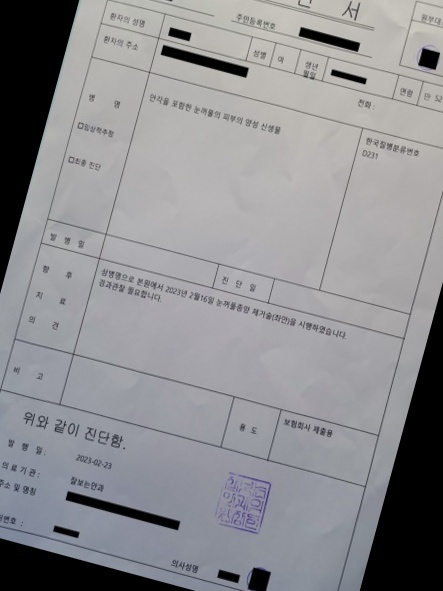 단 서
원부대
환자의 성명
주민등록번호
환자의 주소
성별
여
생년
월일
연령
만 52
전화 :
병 명
안각을 포함한 눈꺼풀의 피부의 양성 신생물
한국질병분류번호
D231
□임상적추정
□최종 진단
발 병 일
진 단 일
향 후
치 료
의 견
상병명으로 본원에서 2023년 2월16일 눈꺼풀종양 제거술(좌안)을 시행하였습니다.
경과관찰 필요합니다.
비 고
용 도
보험회사 제출용
위와 같이 진단함.
발 행 일 :
2023-02-23
의 료 기 관 :
잘보는안과
주소 및 명칭
번호 :
의사성명